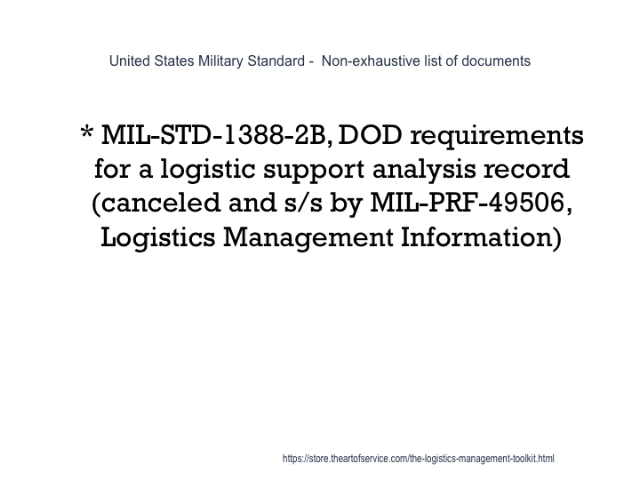 United States Military Standard -  Non-exhaustive list of documents
* MIL-STD-1388-2B, DOD requirements
for a logistic support analysis record
(canceled and s/s by MIL-PRF-49506,
Logistics Management Information)
https://store.theartofservice.com/the-logistics-management-toolkit.html